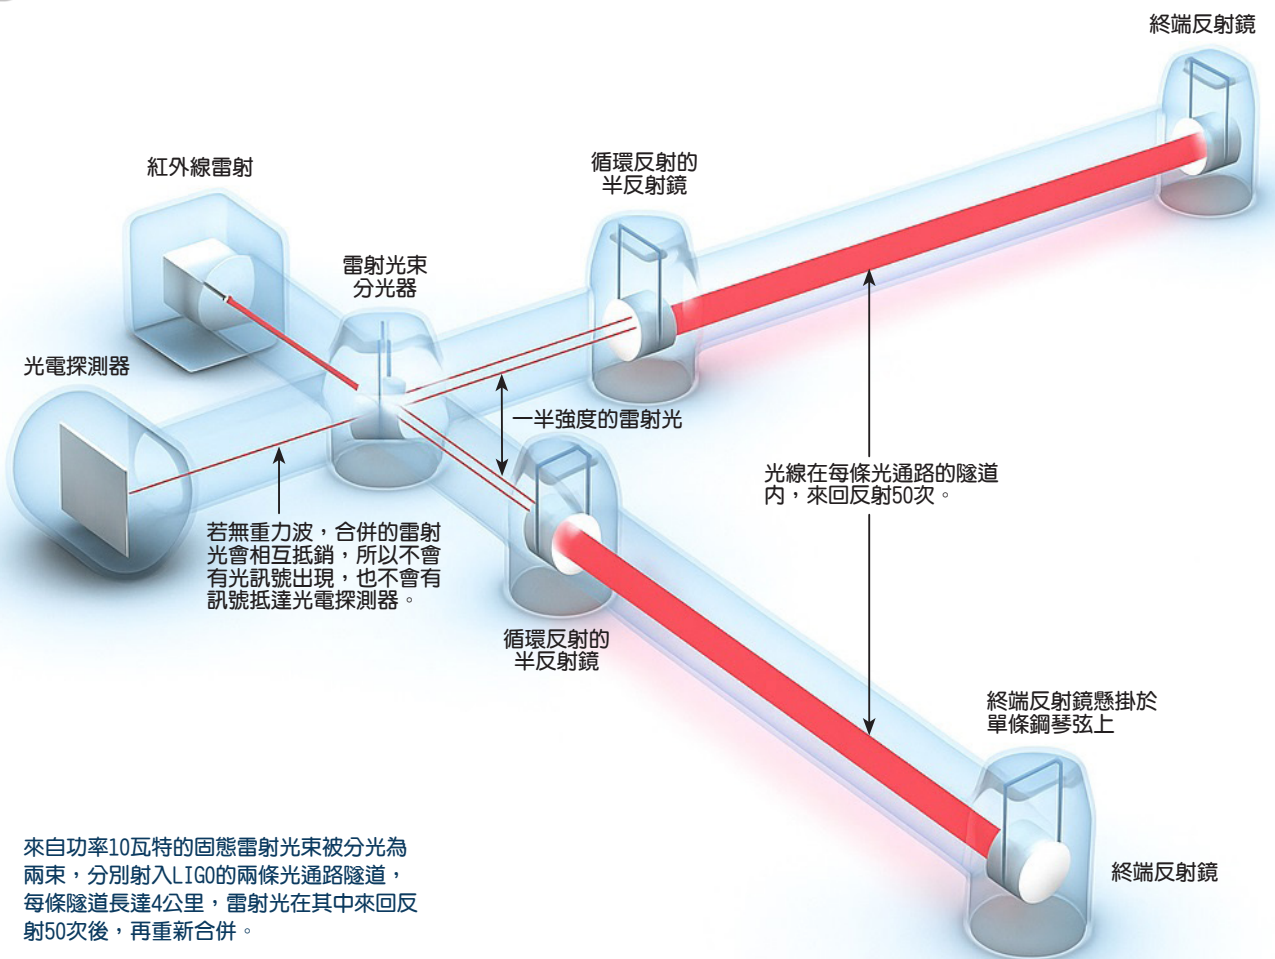 終端反射鏡
紅外線雷射
循環反射的
半反射鏡
雷射光束
分光器
光電探測器
一半強度的雷射光
光線在每條光通路的隧道
內，來回反射50次。
若無重力波，合併的雷射
光會相互抵銷，所以不會
有光訊號出現，也不會有
訊號抵達光電探測器。
循環反射的
半反射鏡
終端反射鏡懸掛於
單條鋼琴弦上
終端反射鏡
來自功率10瓦特的固態雷射光束被分光為
兩束，分別射入LIGO的兩條光通路隧道，
每條隧道長達4公里，雷射光在其中來回反
射50次後，再重新合併。